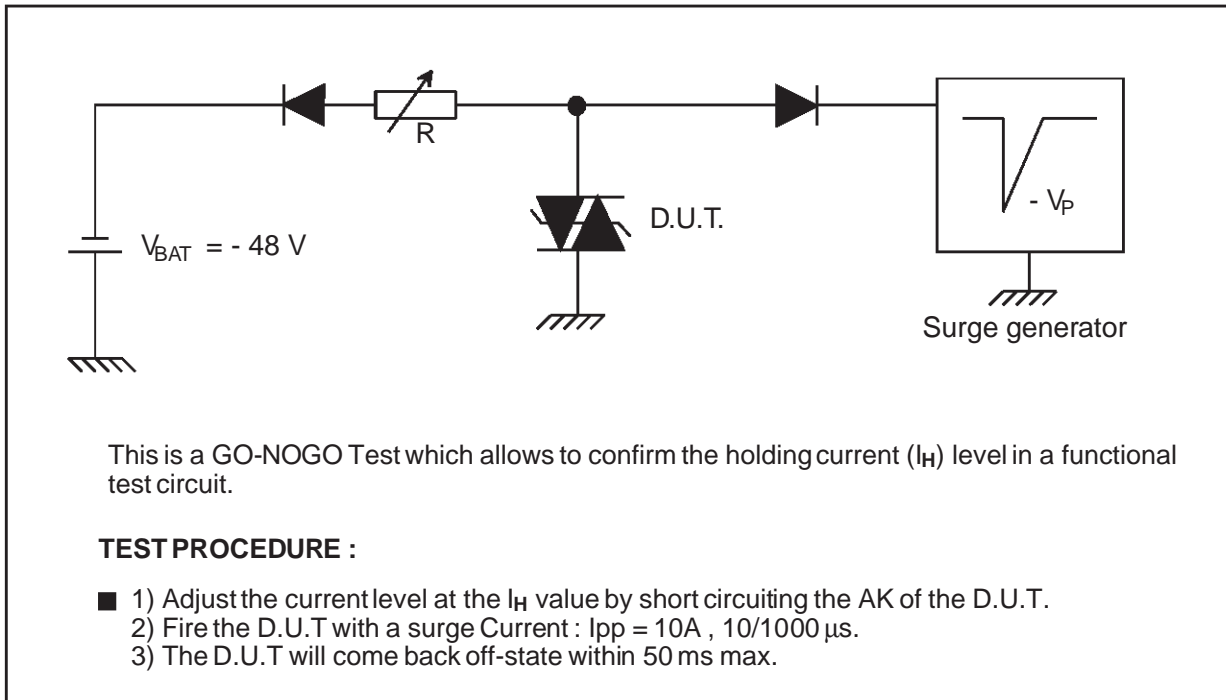 R
D.U.T.
- VP
VBAT = - 48 V
Surge generator
This is a GO-NOGO Test which allows to confirm the holding current (IH) level in a functional
test circuit.
TEST PROCEDURE :
■ 1) Adjust the current level at the IH value by short circuiting the AK of the D.U.T.
2) Fire the D.U.T with a surge Current : Ipp = 10A , 10/1000 µs.
3) The D.U.T will come back off-state within 50 ms max.